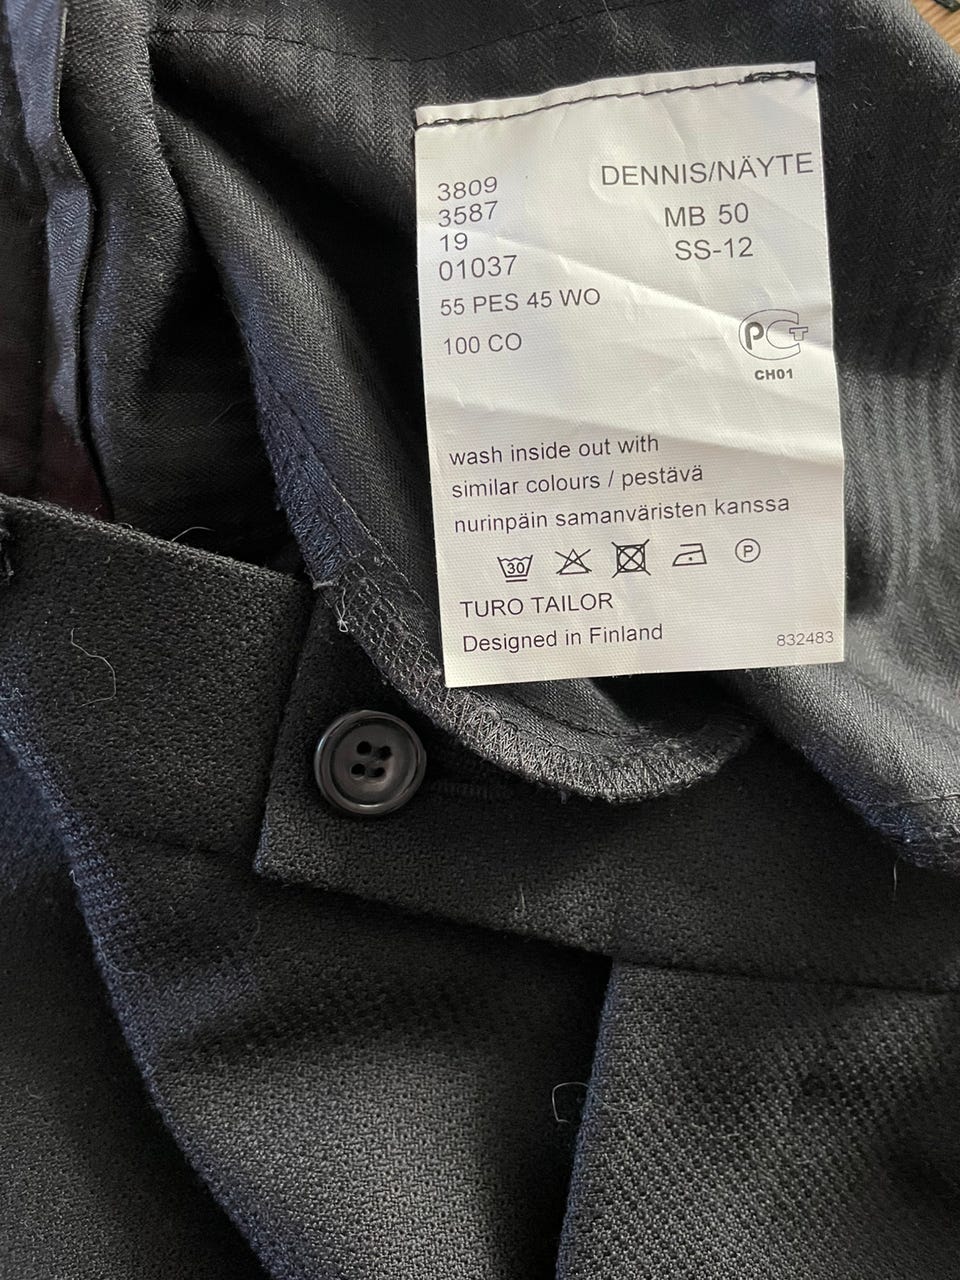 3809
3587
19
01037
DENNIS/NÄYTE
MB 50
SS-12
55 PES 45 WO
100 CO
PCT
CH01
wash inside out with
similar colours / pestävä
nurinpäin samanväristen kanssa
30
P
TURO TAILOR
Designed in Finland
832483